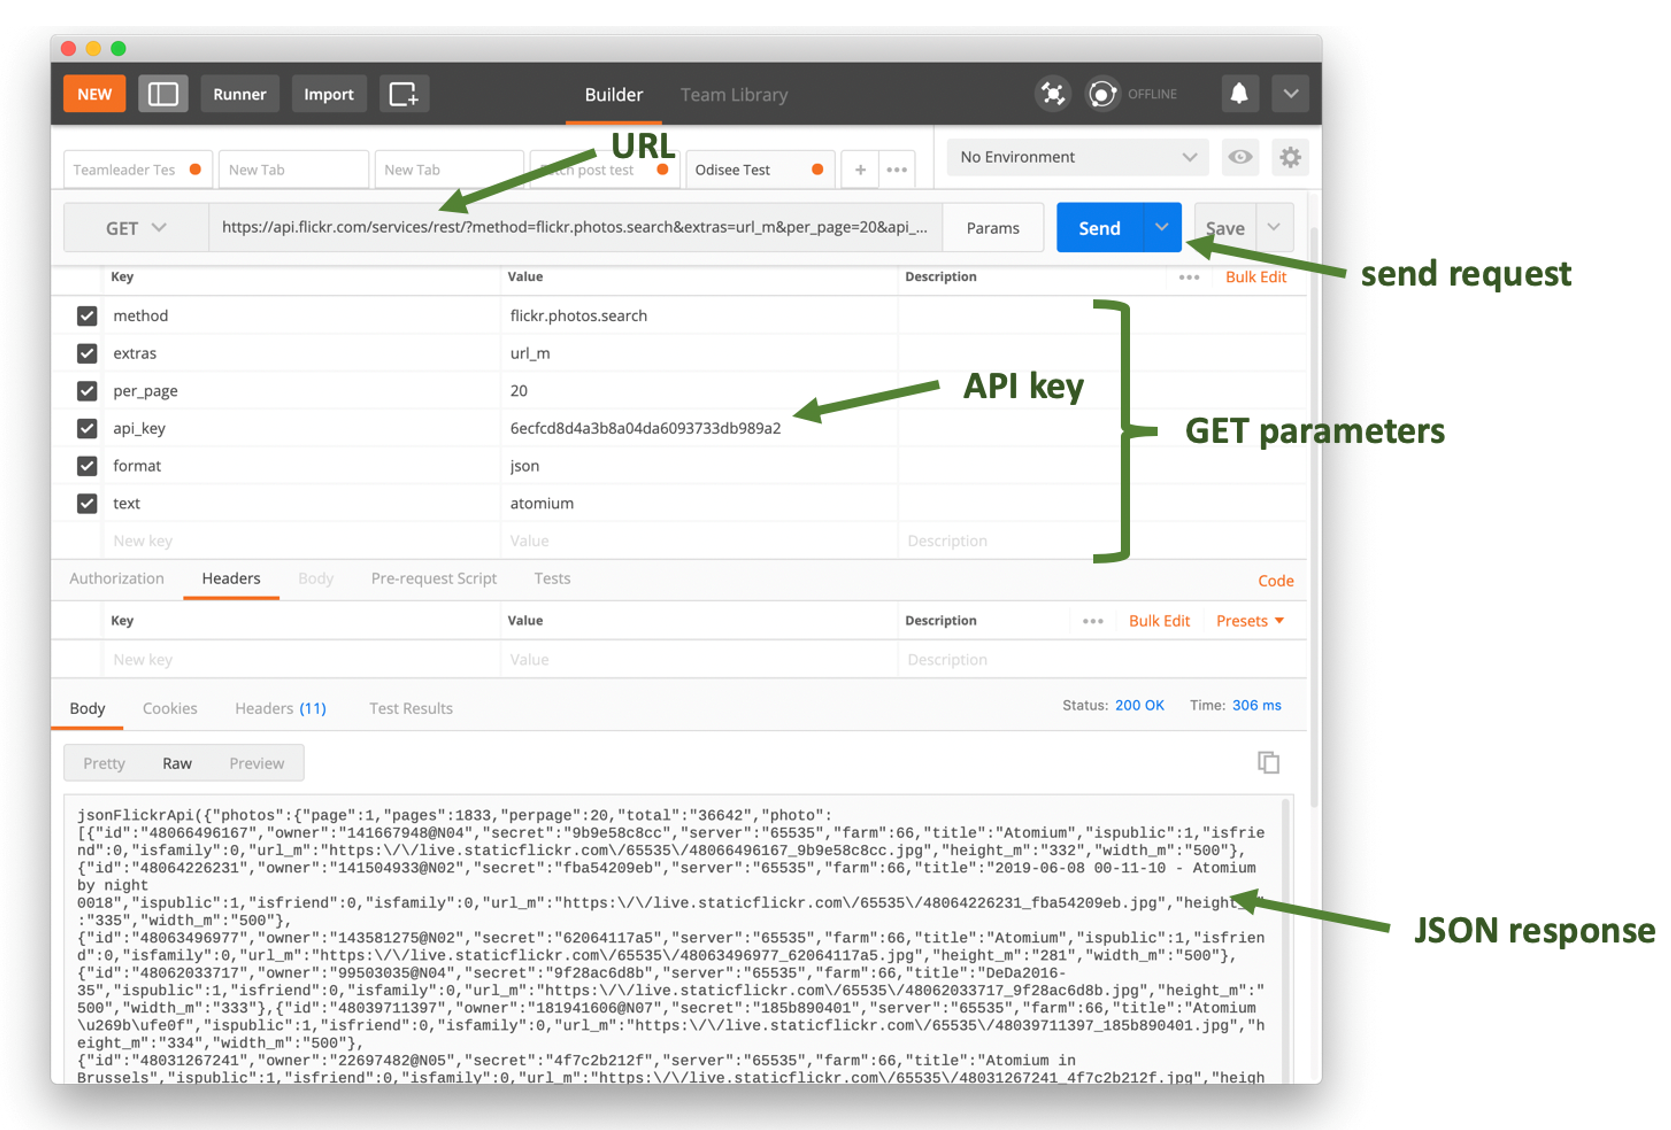 NEW Runner Import Builder Team Library OFFLINE
URL
Teamleader Tes New Tab New Tab tch post test Odisee Test + ••• No Environment
GET https://api.flickr.com/services/rest/?method=flickr.photos.search&extras=url_m&per_page=20&api_... Params Send Save
send request
Key Value Description ••• Bulk Edit
method flickr.photos.search
extras url_m
per_page 20
API key
api_key 6ecfcd8d4a3b8a04da6093733db989a2
GET parameters
format json
text atomium
New key Value Description
Authorization Headers Body Pre-request Script Tests Code
Key Value Description ••• Bulk Edit Presets
New key Value Description
Body Cookies Headers (11) Test Results Status: 200 OK Time: 306 ms
Pretty Raw Preview
jsonFlickrApi({"photos":{"page":1,"pages":1833,"perpage":20,"total":"36642","photo":
[{"id":"48066496167","owner":"141667948@N04","secret":"9b9e58c8cc","server":"65535","farm":66,"title":"Atomium","ispublic":1,"isfrie
nd":0,"isfamily":0,"url_m":"https:\/\/live.staticflickr.com\/65535\/48066496167_9b9e58c8cc.jpg","height_m":"332","width_m":"500"},
{"id":"48064226231","owner":"141504933@N02","secret":"fba54209eb","server":"65535","farm":66,"title":"2019-06-08 00-11-10 - Atomium
by night
0018","ispublic":1,"isfriend":0,"isfamily":0,"url_m":"https:\/\/live.staticflickr.com\/65535\/48064226231_fba54209eb.jpg","height_m"
:"335","width_m":"500"},
{"id":"48063496977","owner":"143581275@N02","secret":"62064117a5","server":"65535","farm":66,"title":"Atomium","ispublic":1,"isfrien
d":0,"isfamily":0,"url_m":"https:\/\/live.staticflickr.com\/65535\/48063496977_62064117a5.jpg","height_m":"281","width_m":"500"},
JSON response
{"id":"48062033717","owner":"99503035@N04","secret":"9f28ac6d8b","server":"65535","farm":66,"title":"DeDa2016-
35","ispublic":1,"isfriend":0,"isfamily":0,"url_m":"https:\/\/live.staticflickr.com\/65535\/48062033717_9f28ac6d8b.jpg","height_m":"
500","width_m":"333"},{"id":"48039711397","owner":"181941606@N07","secret":"185b890401","server":"65535","farm":66,"title":"Atomium
\u269b\ufe0f","ispublic":1,"isfriend":0,"isfamily":0,"url_m":"https:\/\/live.staticflickr.com\/65535\/48039711397_185b890401.jpg","h
eight_m":"334","width_m":"500"},
{"id":"48031267241","owner":"22697482@N05","secret":"4f7c2b212f","server":"65535","farm":66,"title":"Atomium in
Brussels","ispublic":1,"isfriend":0,"isfamily":0,"url_m":"https:\/\/live.staticflickr.com\/65535\/48031267241_4f7c2b212f.jpg","heigh